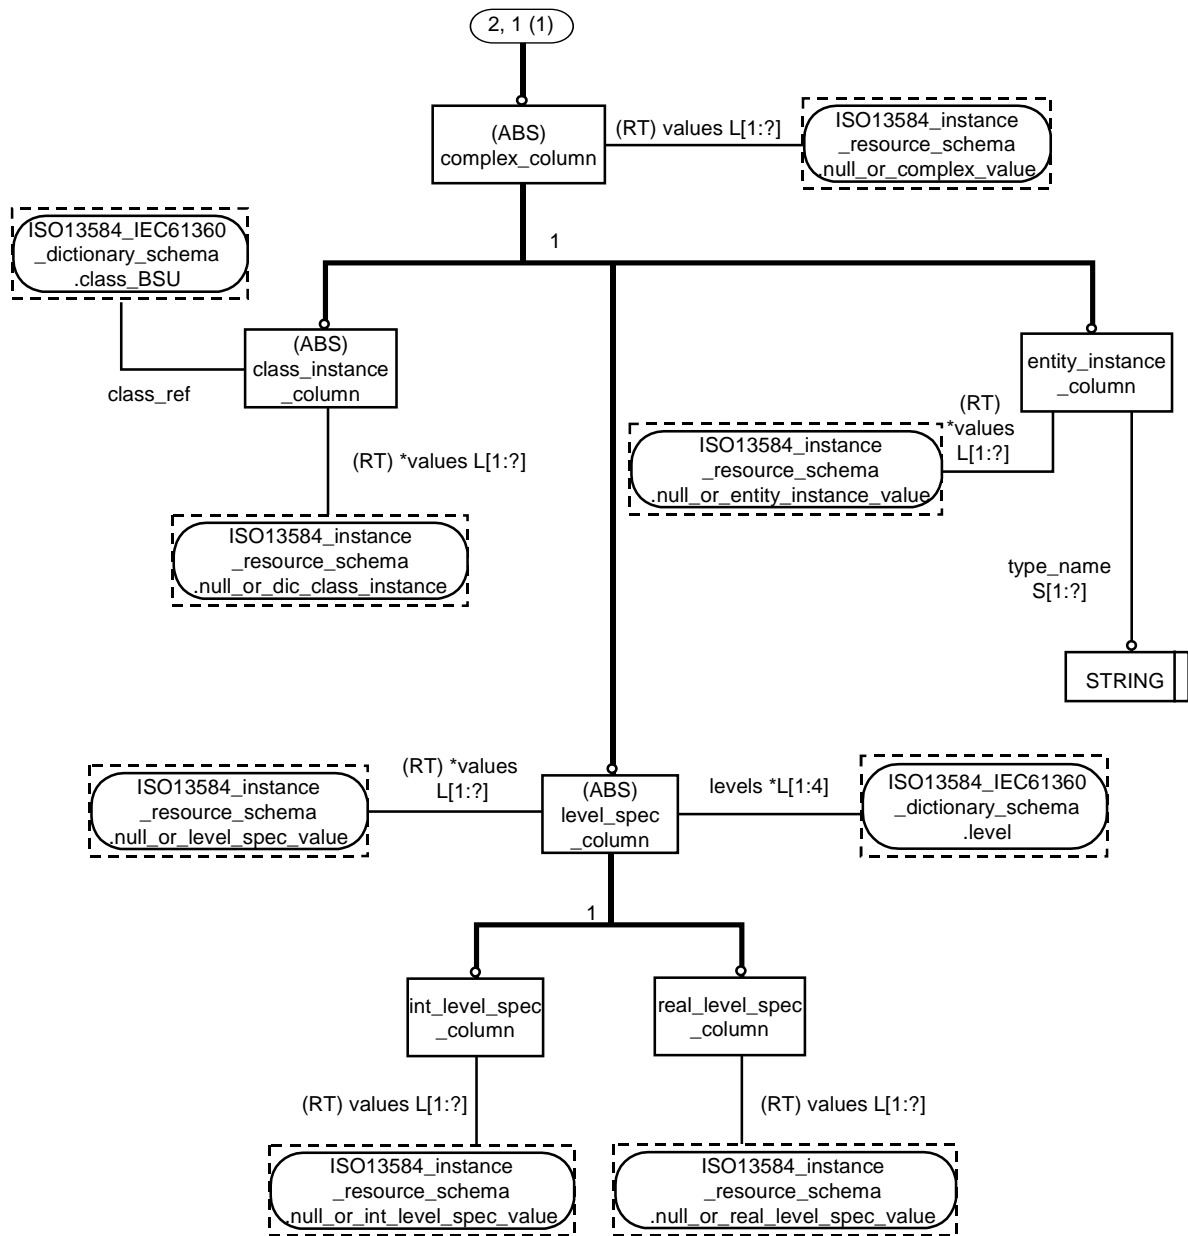 2, 1 (1)
(ABS)
complex_column
(RT) values L[1:?]
ISO13584_instance
_resource_schema
.null_or_complex_value
ISO13584_IEC61360
_dictionary_schema
.class_BSU
1
class_ref
(ABS)
class_instance
_column
(RT) *values L[1:?]
ISO13584_instance
_resource_schema
.null_or_dic_class_instance
entity_instance
_column
(RT)
*values
L[1:?]
ISO13584_instance
_resource_schema
.null_or_entity_instance_value
type_name
S[1:?]
STRING
(RT) *values
L[1:?]
ISO13584_instance
_resource_schema
.null_or_level_spec_value
(ABS)
level_spec
_column
levels *L[1:4]
ISO13584_IEC61360
_dictionary_schema
.level
1
int_level_spec
_column
real_level_spec
_column
(RT) values L[1:?]
(RT) values L[1:?]
ISO13584_instance
_resource_schema
.null_or_int_level_spec_value
ISO13584_instance
_resource_schema
.null_or_real_level_spec_value